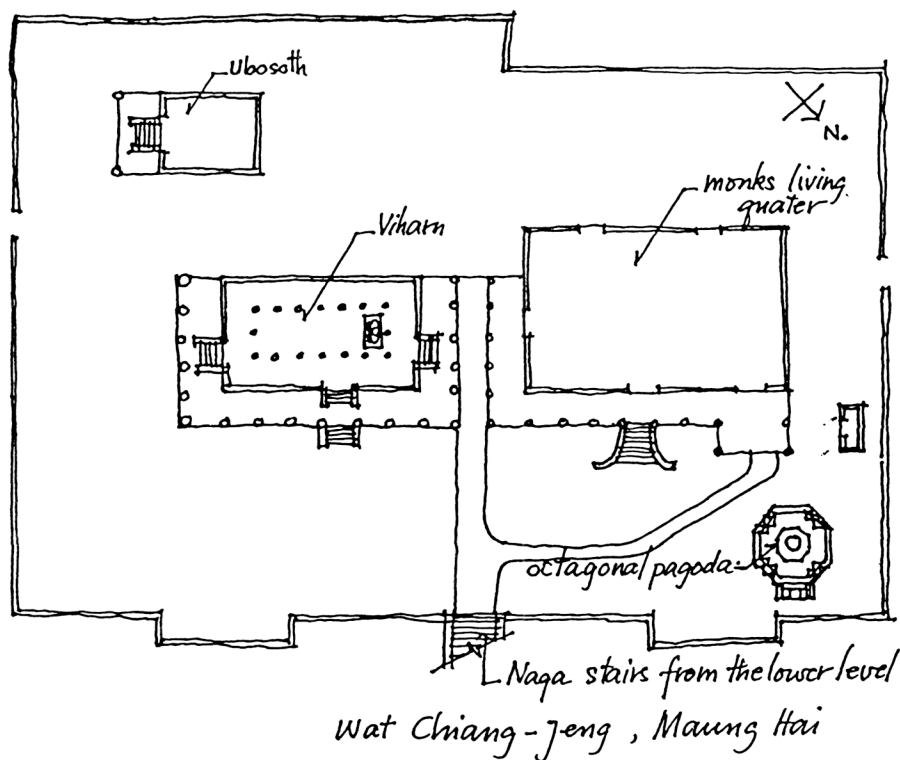 Ubosoth
N.
monks living
quater
Viharn
octagonal pagoda
Naga stairs from the lower level
Wat Chiang-Jeng , Maung Hai